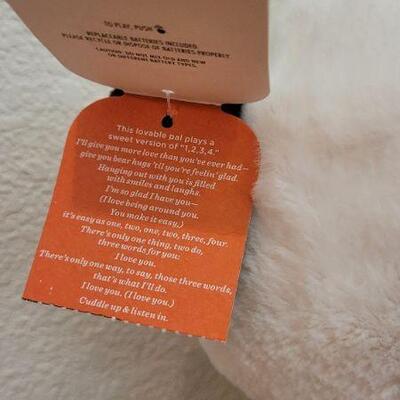 TO PLAY, PUSH
REPLACEABLE BATTERIES INCLUDED.
PLEASE RECYCLE OR DISPOSE OF BATTERIES PROPERLY
CAUTION: DO NOT MIX OLD AND NEW
OR DIFFERENT BATTERY TYPES.
This lovable pal plays a
sweet version of "1,2,3,4."
I'll give you more love than you've ever had—
give you bear hugs 'til you're feelin' glad.
Hanging out with you is filled
with smiles and laughs.
I'm so glad I have you—
(I love being around you.
You make it easy,)
it's easy as one, two, one, two, three, four.
There's only one thing, two do,
three words for you:
I love you.
There's only one way, to say, those three words,
that's what I'll do.
I love you. (I love you.)
Cuddle up & listen in.